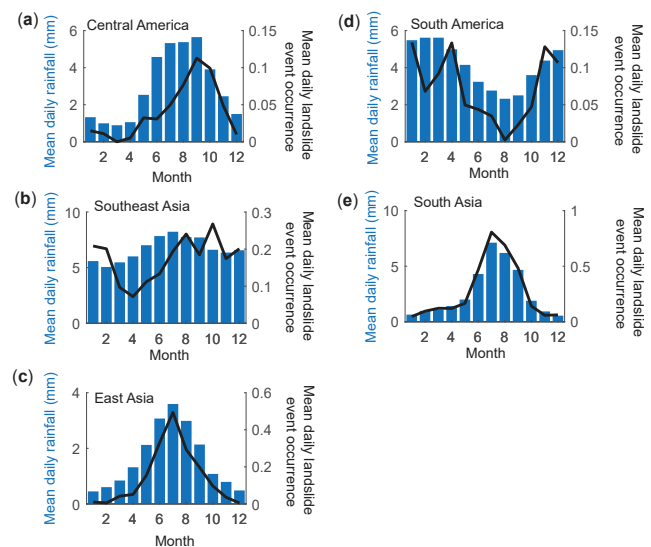 (a)
Central America
Mean daily rainfall (mm)
6
4
2
0
0.15
0.1
0.05
0
Mean daily landslide
event occurrence
2 4 6 8 10 12
Month
(b)
Southeast Asia
Mean daily rainfall (mm)
10
5
0
0.3
0.2
0.1
0
Mean daily landslide
event occurrence
2 4 6 8 10 12
Month
(c)
East Asia
Mean daily rainfall (mm)
4
2
0
0.6
0.4
0.2
0
Mean daily landslide
event occurrence
2 4 6 8 10 12
Month
(d)
South America
Mean daily rainfall (mm)
6
4
2
0
0.15
0.1
0.05
0
Mean daily landslide
event occurrence
2 4 6 8 10 12
Month
(e)
South Asia
Mean daily rainfall (mm)
10
5
0
1
0.5
0
Mean daily landslide
event occurrence
2 4 6 8 10 12
Month